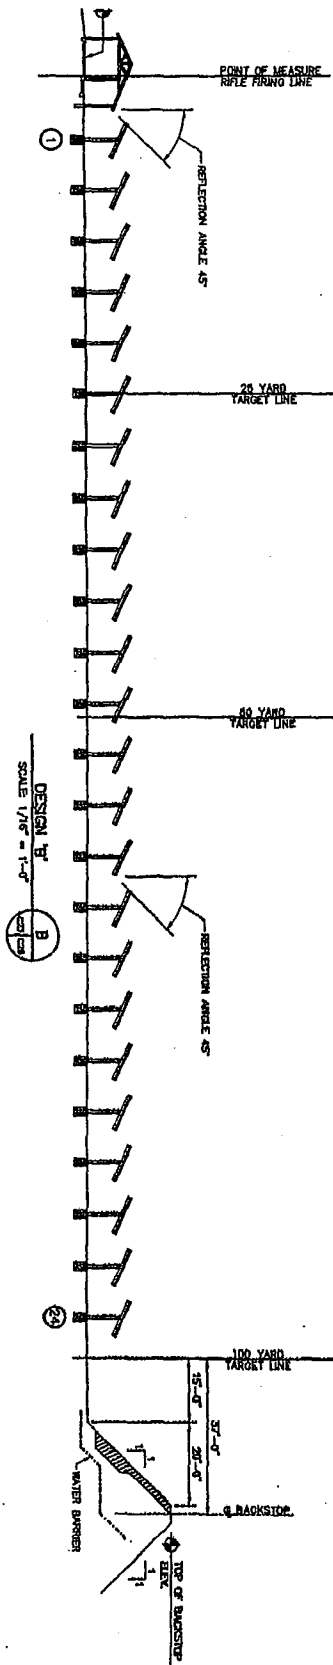 POINT OF MEASURE
RIFLE FIRING LINE
1
REFLECTION ANGLE 45°
25 YARD
TARGET LINE
50 YARD
TARGET LINE
DESIGN "B"
SCALE 1/16" = 1'-0"
B
REFLECTION ANGLE 45°
24
100 YARD
TARGET LINE
15'-0"
37'-0"
20'-0"
1
1
BACKSTOP
WATER BARRIER
TOP OF BACKSTOP
ELEV.
1
1